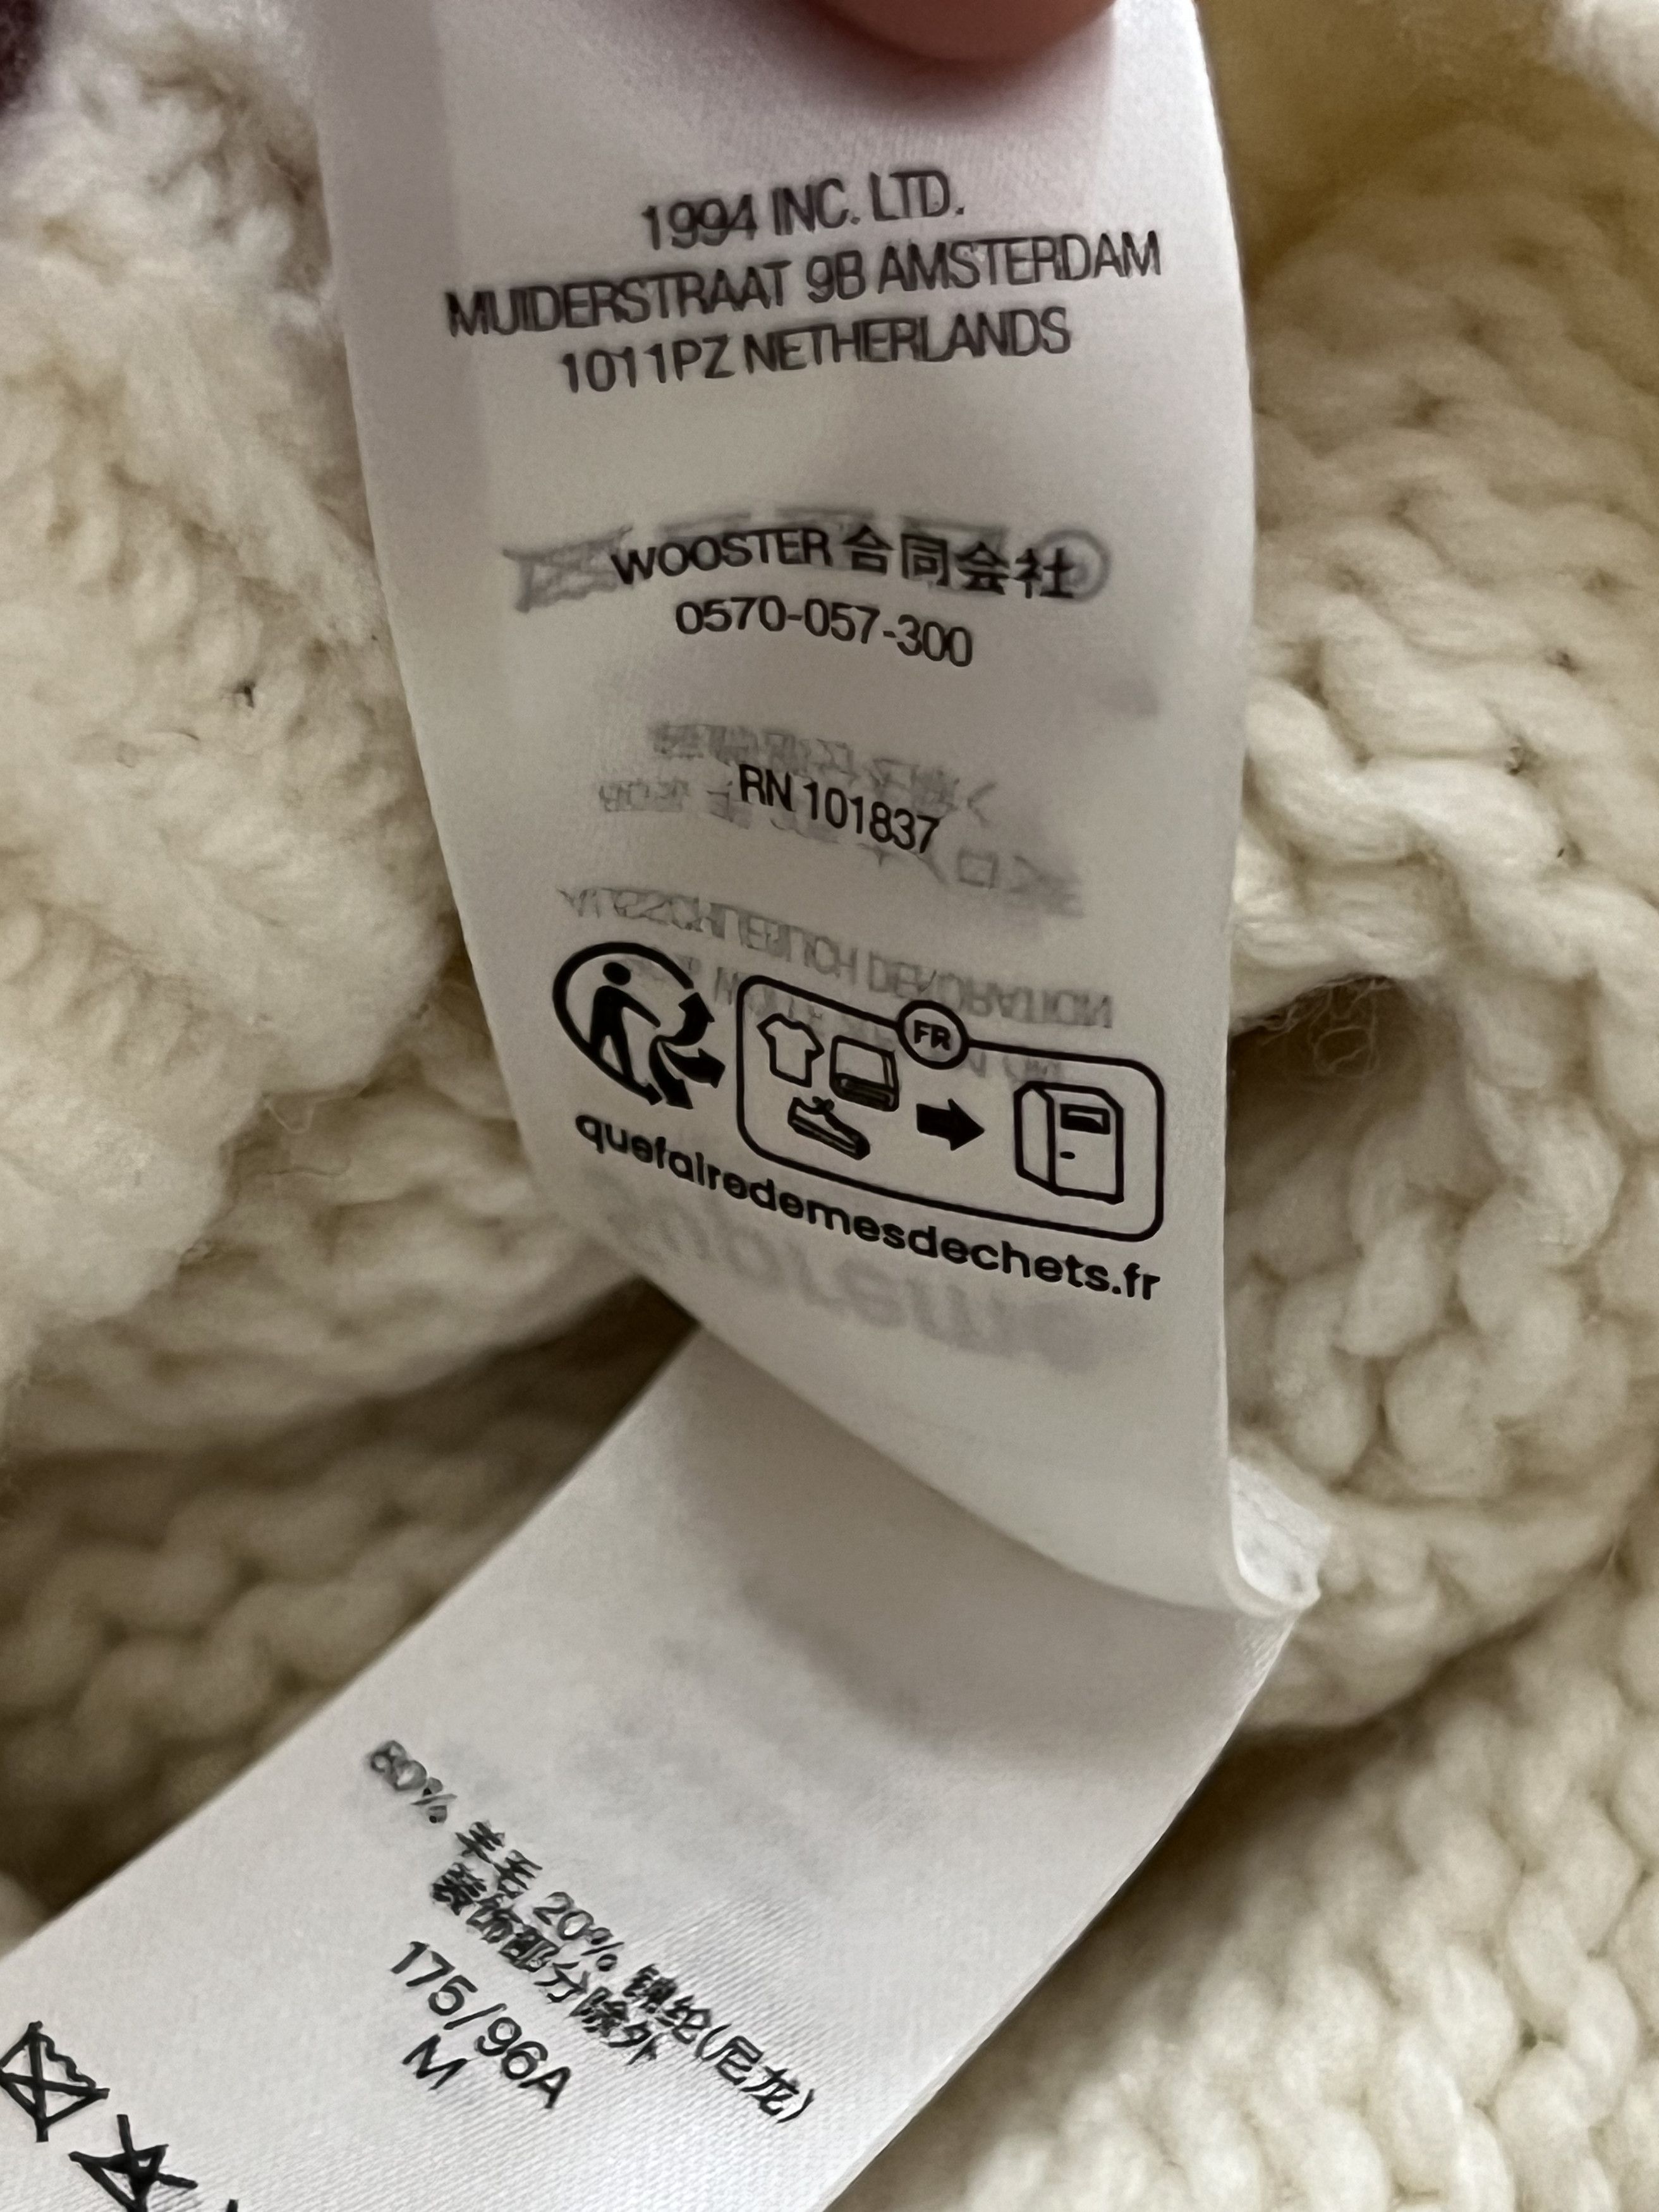 1994 INC. LTD.
MUIDERSTRAAT 9B AMSTERDAM
1011PZ NETHERLANDS
WOOSTER 合同会社
0570-057-300
RN 101837
FR
quefairedemesdechets.fr
80% 羊毛 20% 锦纶(尼龙)
装饰部分除外
175/96A
M